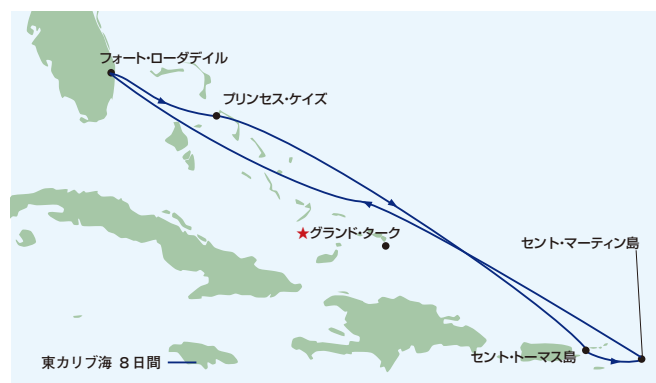 フォート・ローダデイル
プリンセス・ケイズ
★グランド・ターク
セント・マーティン島
セント・トーマス島
東カリブ海 8日間